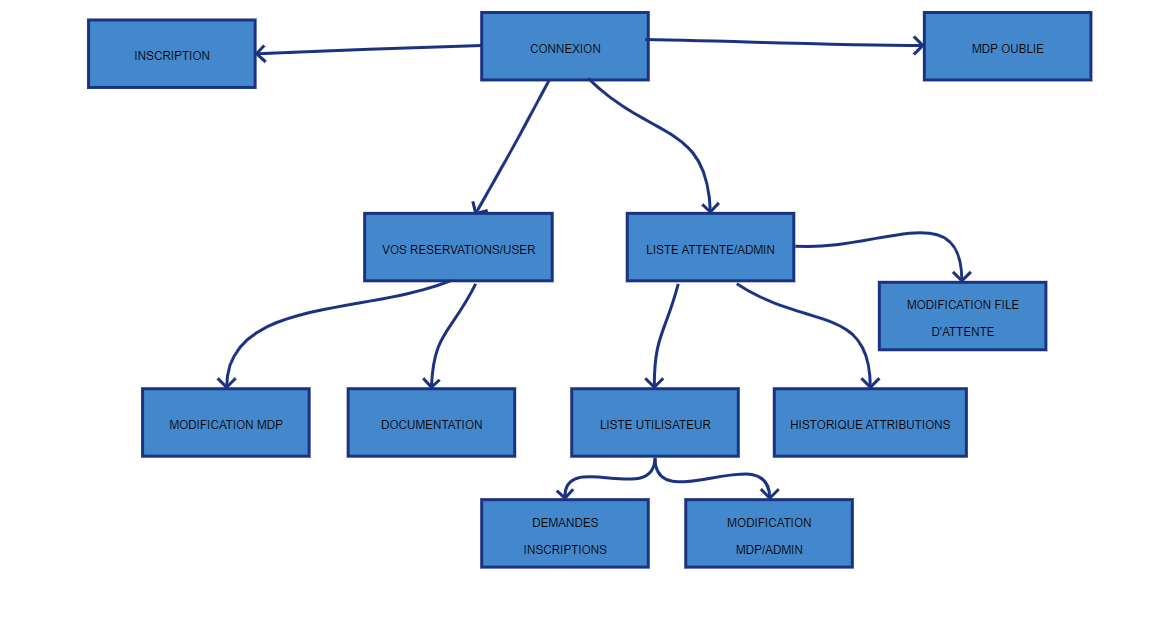 INSCRIPTION
CONNEXION
MDP OUBLIE
VOS RESERVATIONS/USER
LISTE ATTENTE/ADMIN
MODIFICATION FILE
D'ATTENTE
MODIFICATION MDP
DOCUMENTATION
LISTE UTILISATEUR
HISTORIQUE ATTRIBUTIONS
DEMANDES
INSCRIPTIONS
MODIFICATION
MDP/ADMIN